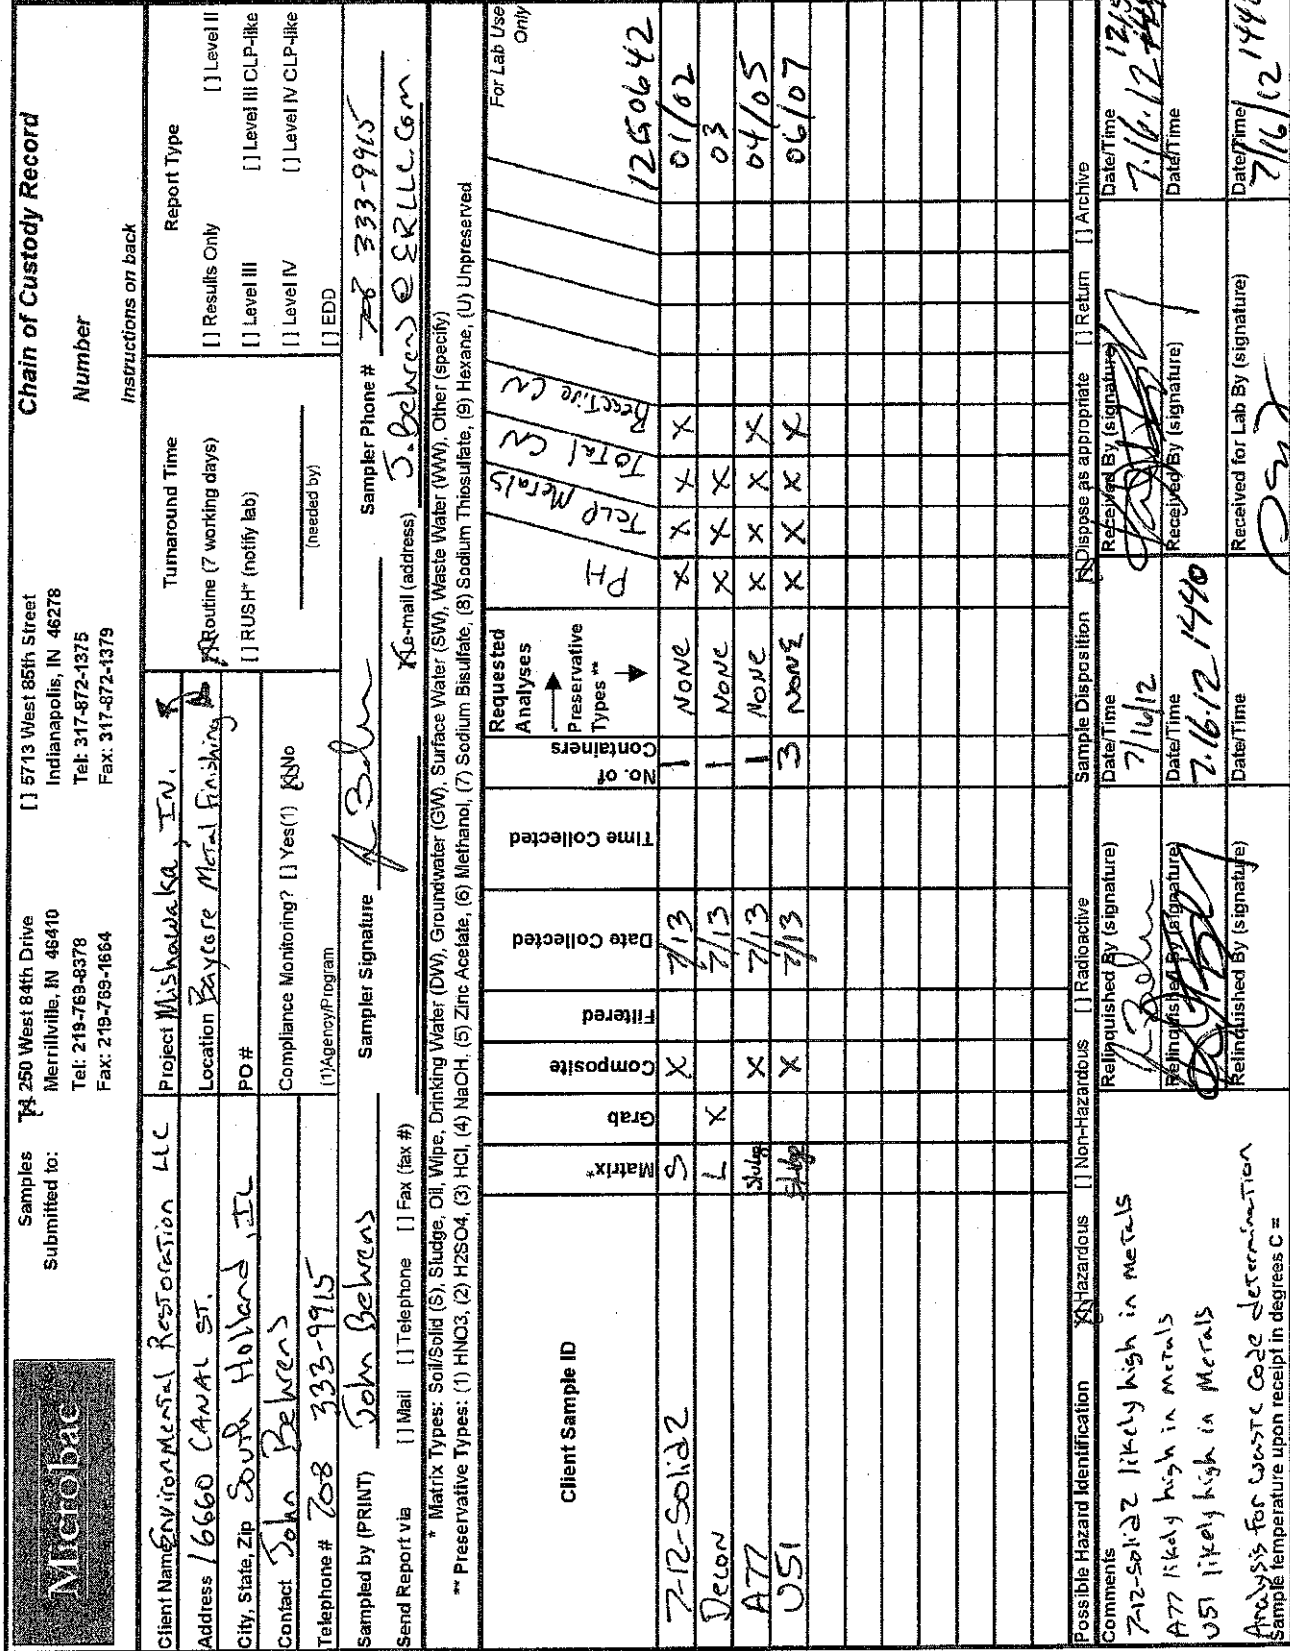 Microbac
Samples Submitted to:
[X] 250 West 84th Drive
Merrillville, IN 46410
Tel: 219-769-8378
Fax: 219-769-1664
[ ] 5713 West 85th Street
Indianapolis, IN 46278
Tel: 317-872-1375
Fax: 317-872-1379
Chain of Custody Record
Number
Instructions on back
Client Name Environmental Restoration LLC
Address 16660 CANAL ST.
City, State, Zip South Holland, IL
Contact John Behrens
Telephone # 708 333-9915
Project Mishawaka, IN.
Location Baycore Metal Finishing
PO #
Compliance Monitoring? [ ] Yes(1) [X] No
(1)Agency/Program
Turnaround Time
[X] Routine (7 working days)
[ ] RUSH* (notify lab)
(needed by)
Report Type
[ ] Results Only [ ] Level II
[ ] Level III [ ] Level III CLP-like
[ ] Level IV [ ] Level IV CLP-like
[ ] EDD
Sampled by (PRINT) John Behrens
Sampler Signature
Sampler Phone # 708 333-9915
Send Report via [ ] Mail [ ] Telephone [ ] Fax (fax #) [X] e-mail (address) J.Behrens@ERLLC.com
* Matrix Types: Soil/Solid (S), Sludge, Oil, Wipe, Drinking Water (DW), Groundwater (GW), Surface Water (SW), Waste Water (WW), Other (specify)
** Preservative Types: (1) HNO3, (2) H2SO4, (3) HCl, (4) NaOH, (5) Zinc Acetate, (6) Methanol, (7) Sodium Bisulfate, (8) Sodium Thiosulfate, (9) Hexane, (U) Unpreserved
Client Sample ID
Matrix*
Grab
Composite
Filtered
Date Collected
Time Collected
No. of Containers
Requested Analyses
Preservative Types **
PH
TCLP Metals
Total CN
Reactive CN
For Lab Use Only
12G0642
7-12-Solid2 S X 7/13 1 NONE X X X X 01/02
Decon L X 7/13 1 NONE X X X 03
A77 Sludge X 7/13 1 NONE X X X X 04/05
U51 Sludge X 7/13 3 NONE X X X X 06/07
Possible Hazard Identification [X] Hazardous [ ] Non-Hazardous [ ] Radioactive
Sample Disposition [X] Dispose as appropriate [ ] Return [ ] Archive
Comments
7-12-Solid2 likely high in metals
A77 likely high in metals
U51 likely high in metals
Analysis for waste code determination
Sample temperature upon receipt in degrees C =
Relinquished By (signature)
Date/Time
7/16/12
Received By (signature)
Date/Time
7.16.12
Relinquished By (signature)
Date/Time
7.16.12 1440
Received By (signature)
Date/Time
Relinquished By (signature)
Date/Time
Received for Lab By (signature)
Date/Time
7/16/12